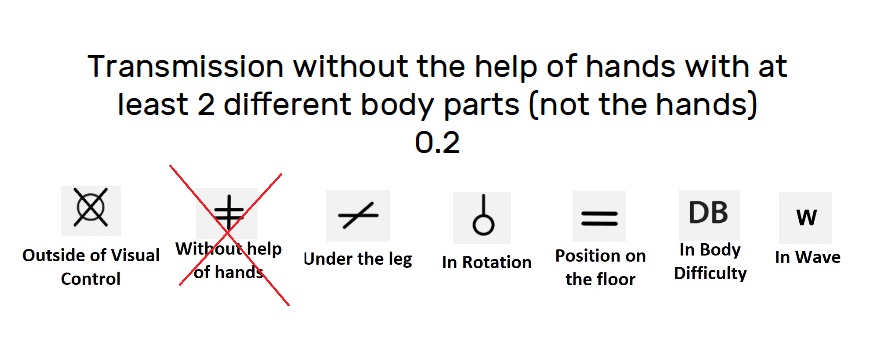 Transmission without the help of hands with at
least 2 different body parts (not the hands)
0.2
DB
W
Outside of Visual
Control
Without help
of hands
Under the leg
In Rotation
Position on
the floor
In Body
Difficulty
In Wave